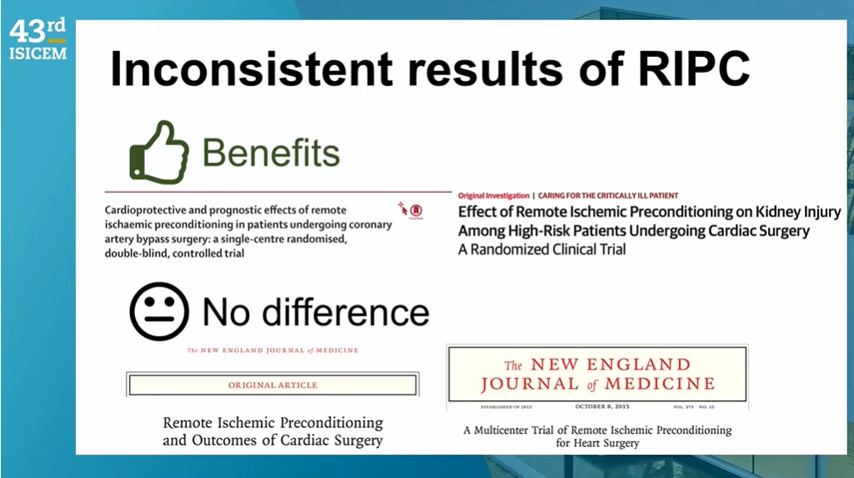 43rd
ISICEM
Inconsistent results of RIPC
Benefits
Cardioprotective and prognostic effects of remote
ischaemic preconditioning in patients undergoing coronary
artery bypass surgery: a single-centre randomised,
double-blind, controlled trial
Original Investigation | CARING FOR THE CRITICALLY ILL PATIENT
Effect of Remote Ischemic Preconditioning on Kidney Injury
Among High-Risk Patients Undergoing Cardiac Surgery
A Randomized Clinical Trial
No difference
The NEW ENGLAND JOURNAL of MEDICINE
ORIGINAL ARTICLE
Remote Ischemic Preconditioning
and Outcomes of Cardiac Surgery
The NEW ENGLAND
JOURNAL of MEDICINE
ESTABLISHED IN 1812 OCTOBER 8, 2015 VOL. 373 NO. 15
A Multicenter Trial of Remote Ischemic Preconditioning
for Heart Surgery